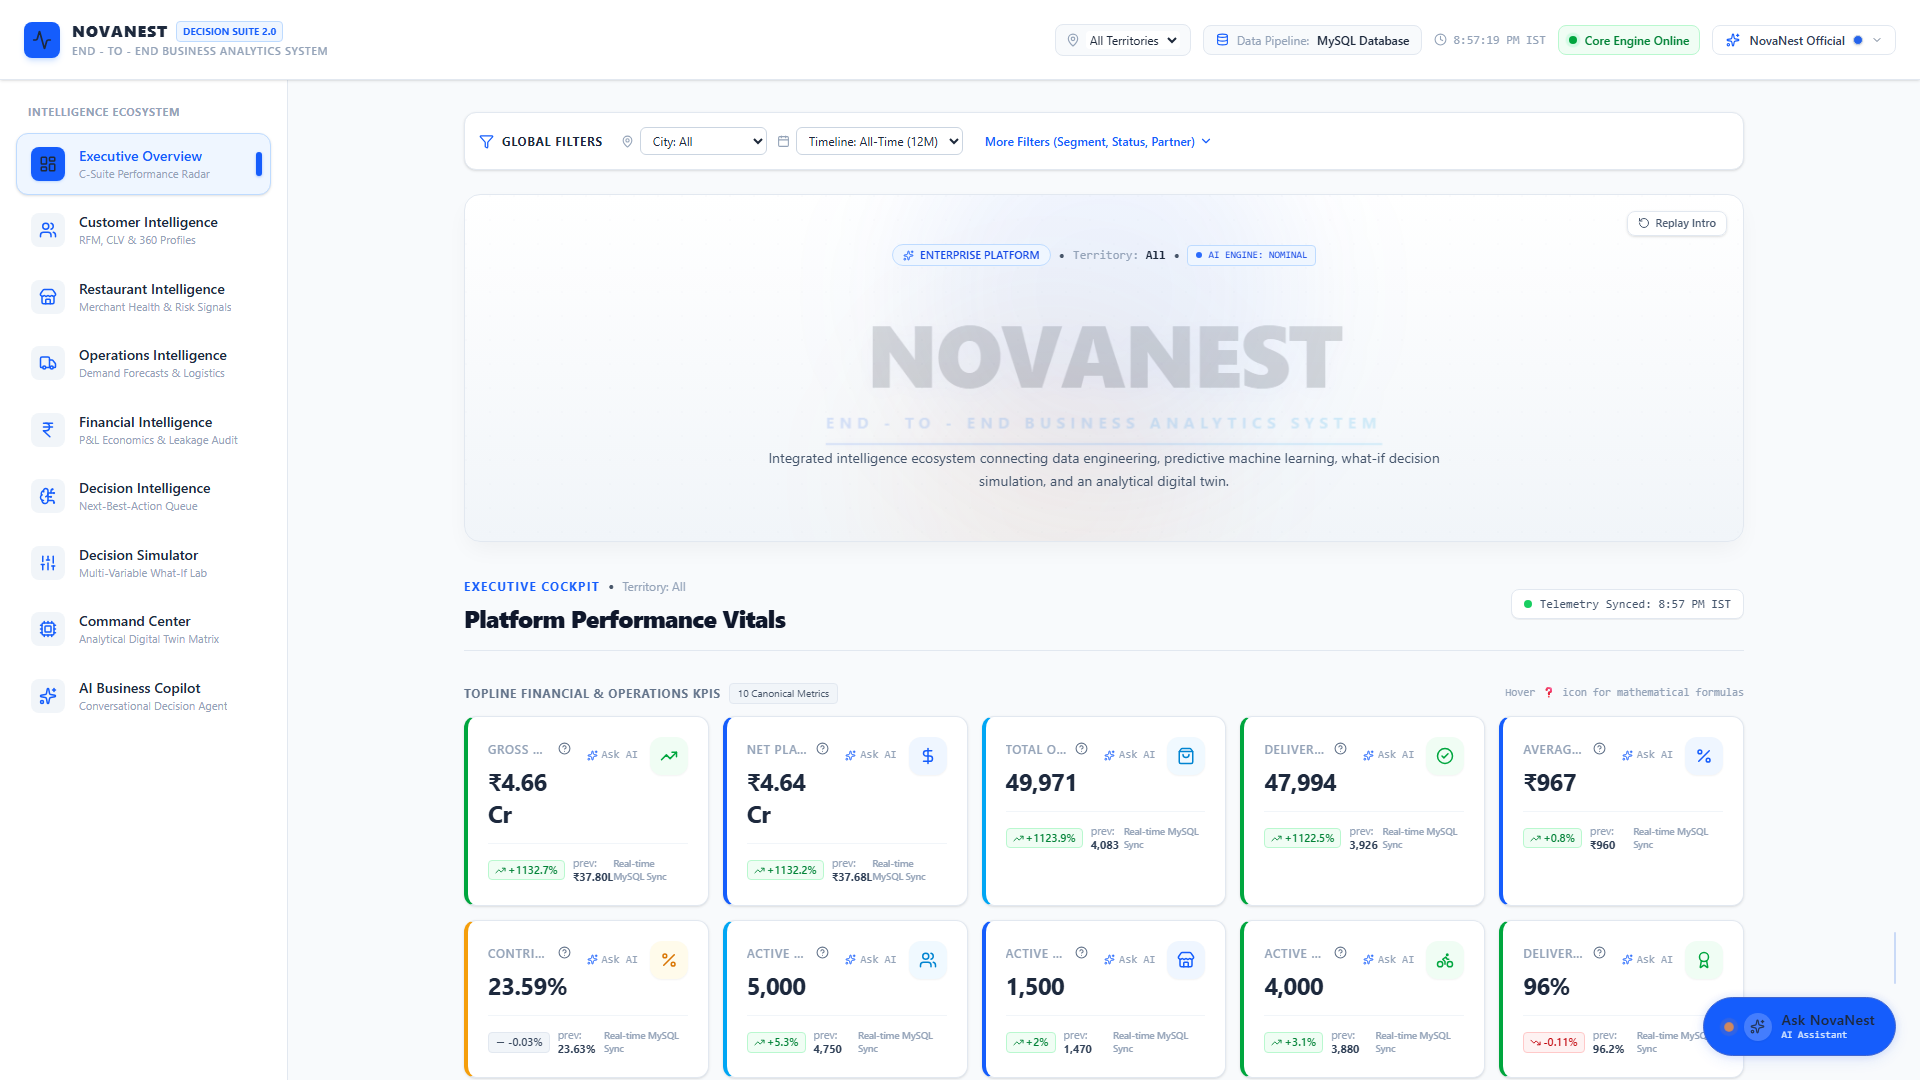 NOVANEST DECISION SUITE 2.0
END - TO - END BUSINESS ANALYTICS SYSTEM
All Territories
Data Pipeline: MySQL Database
8:57:19 PM IST
Core Engine Online
NovaNest Official
INTELLIGENCE ECOSYSTEM
Executive Overview
C-Suite Performance Radar
Customer Intelligence
RFM, CLV & 360 Profiles
Restaurant Intelligence
Merchant Health & Risk Signals
Operations Intelligence
Demand Forecasts & Logistics
Financial Intelligence
P&L Economics & Leakage Audit
Decision Intelligence
Next-Best-Action Queue
Decision Simulator
Multi-Variable What-If Lab
Command Center
Analytical Digital Twin Matrix
AI Business Copilot
Conversational Decision Agent
GLOBAL FILTERS
City: All
Timeline: All-Time (12M)
More Filters (Segment, Status, Partner)
Replay Intro
ENTERPRISE PLATFORM • Territory: All • AI ENGINE: NOMINAL
NOVANEST
END - TO - END BUSINESS ANALYTICS SYSTEM
Integrated intelligence ecosystem connecting data engineering, predictive machine learning, what-if decision
simulation, and an analytical digital twin.
EXECUTIVE COCKPIT • Territory: All
Platform Performance Vitals
Telemetry Synced: 8:57 PM IST
TOPLINE FINANCIAL & OPERATIONS KPIS 10 Canonical Metrics
Hover ❓ icon for mathematical formulas
GROSS ... Ask AI
₹4.66
Cr
+1132.7% prev: Real-time
₹37.80L MySQL Sync
NET PLA... Ask AI
₹4.64
Cr
+1132.2% prev: Real-time
₹37.68L MySQL Sync
TOTAL O... Ask AI
49,971
+1123.9% prev: Real-time MySQL
4,083 Sync
DELIVER... Ask AI
47,994
+1122.5% prev: Real-time MySQL
3,926 Sync
AVERAG... Ask AI
₹967
+0.8% prev: Real-time MySQL
₹960 Sync
CONTRI... Ask AI
23.59%
-0.03% prev: Real-time MySQL
23.63% Sync
ACTIVE ... Ask AI
5,000
+5.3% prev: Real-time MySQL
4,750 Sync
ACTIVE ... Ask AI
1,500
+2% prev: Real-time MySQL
1,470 Sync
ACTIVE ... Ask AI
4,000
+3.1% prev: Real-time MySQL
3,880 Sync
DELIVER... Ask AI
96%
-0.11% prev: Real-time MySQ
96.2% Sync
Ask NovaNest
AI Assistant